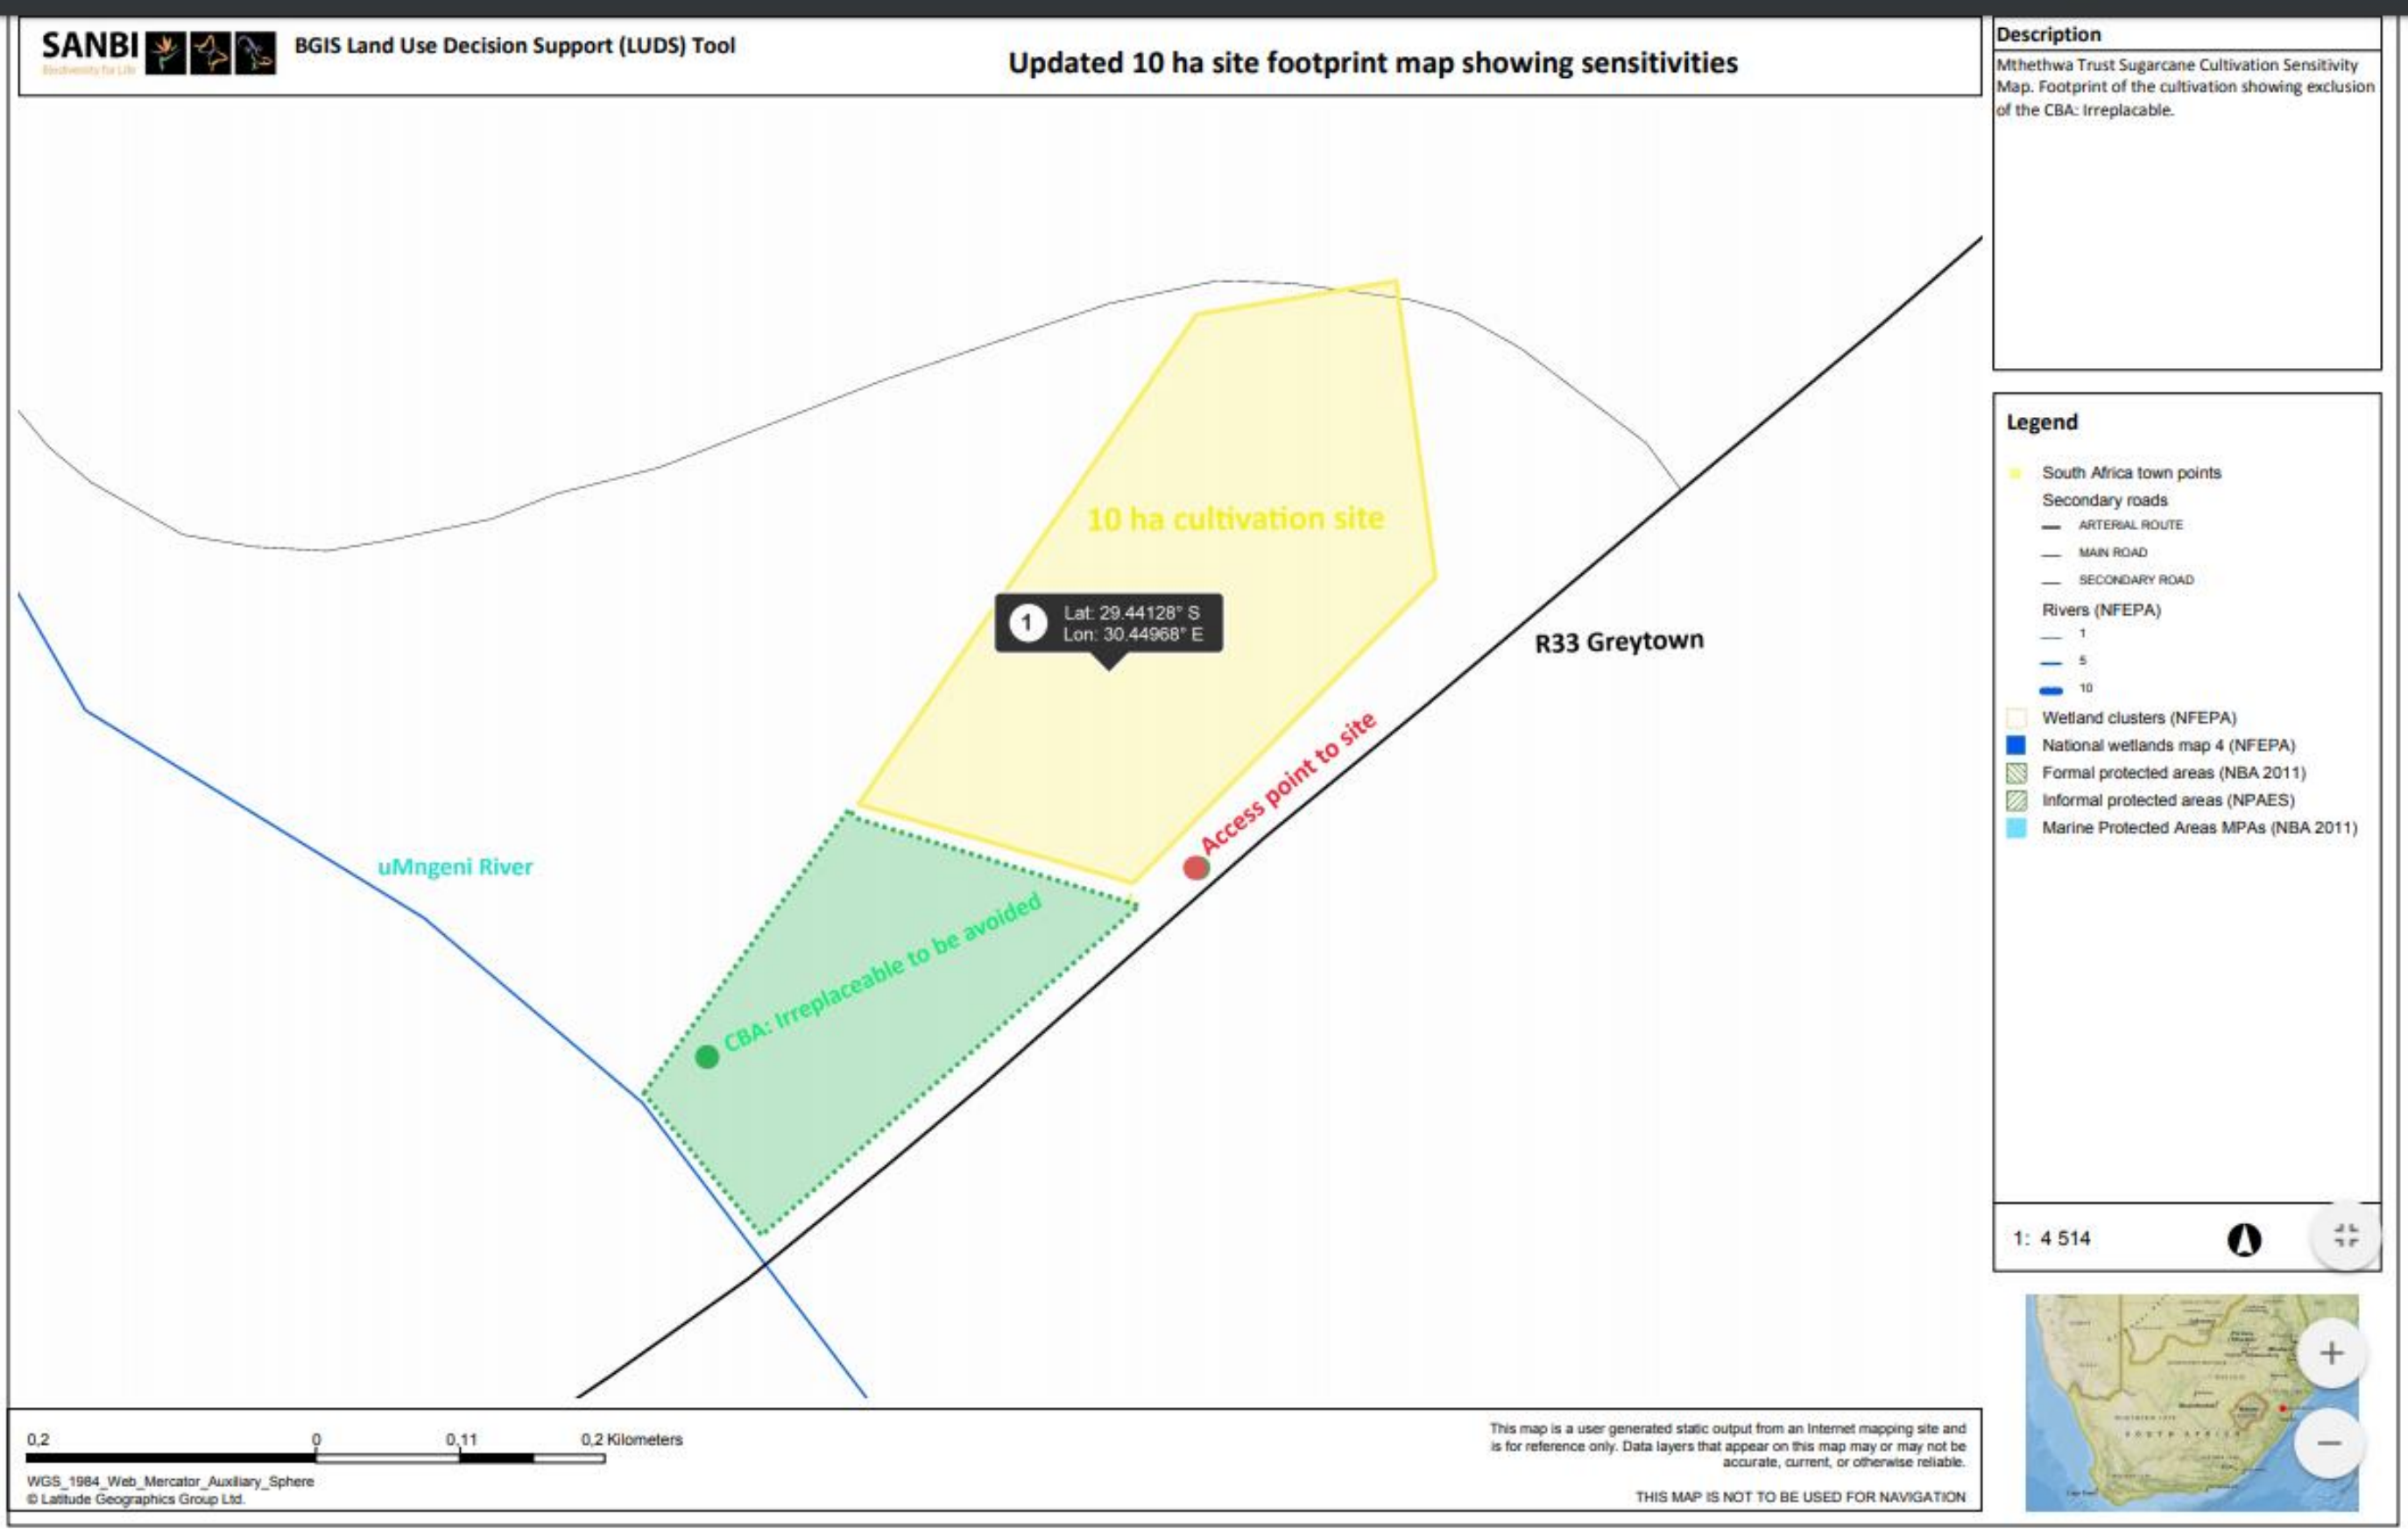 SANBI
Biodiversity for Life
BGIS Land Use Decision Support (LUDS) Tool
Updated 10 ha site footprint map showing sensitivities
Description
Mthethwa Trust Sugarcane Cultivation Sensitivity
Map. Footprint of the cultivation showing exclusion
of the CBA: Irreplacable.
10 ha cultivation site
1
Lat: 29.44128° S
Lon: 30.44968° E
R33 Greytown
Access point to site
uMngeni River
CBA: Irreplaceable to be avoided
Legend
South Africa town points
Secondary roads
ARTERIAL ROUTE
MAIN ROAD
SECONDARY ROAD
Rivers (NFEPA)
1
5
10
Wetland clusters (NFEPA)
National wetlands map 4 (NFEPA)
Formal protected areas (NBA 2011)
Informal protected areas (NPAES)
Marine Protected Areas MPAs (NBA 2011)
1: 4 514
0,2 0 0,11 0,2 Kilometers
WGS_1984_Web_Mercator_Auxiliary_Sphere
© Latitude Geographics Group Ltd.
This map is a user generated static output from an Internet mapping site and
is for reference only. Data layers that appear on this map may or may not be
accurate, current, or otherwise reliable.
THIS MAP IS NOT TO BE USED FOR NAVIGATION